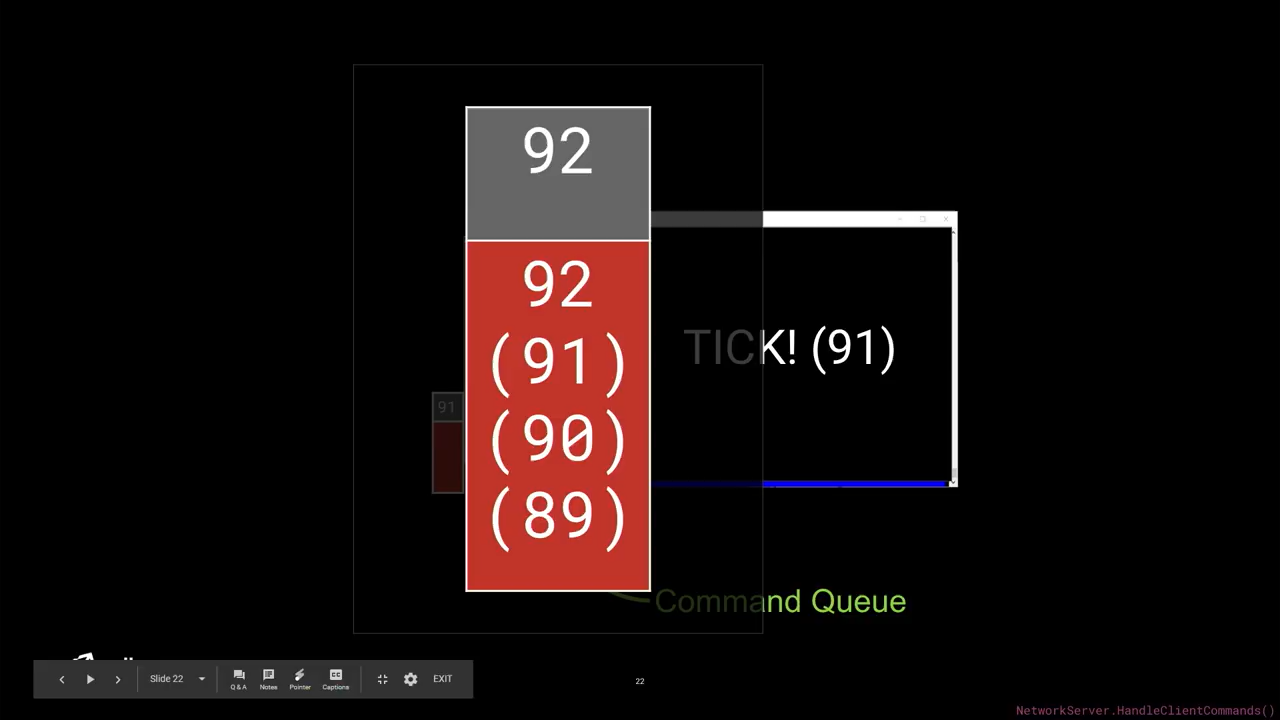 92
92
(91)
(90)
(89)
TICK! (91)
91
Command Queue
Slide 22
Q & A
Notes
Pointer
Captions
EXIT
22
NetworkServer.HandleClientCommands()